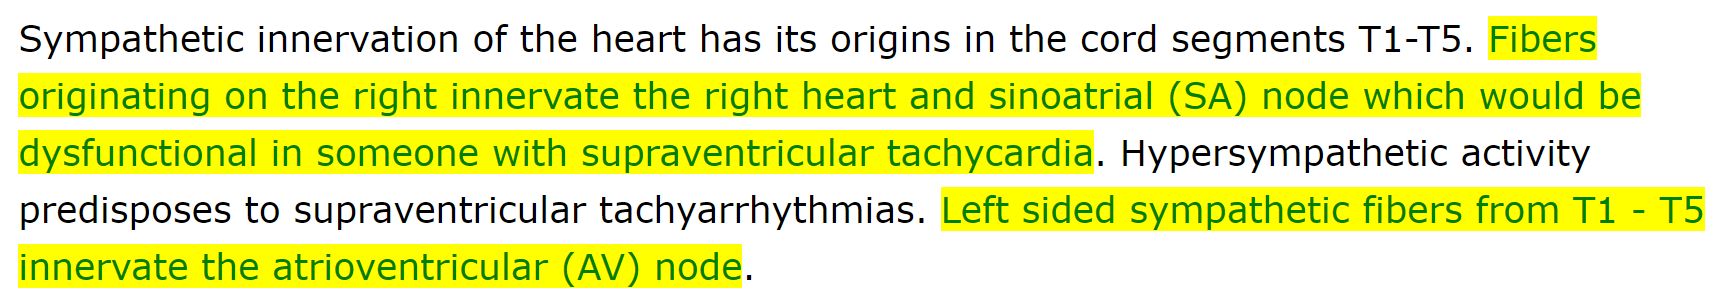 Sympathetic innervation of the heart has its origins in the cord segments T1-T5. Fibers
originating on the right innervate the right heart and sinoatrial (SA) node which would be
dysfunctional in someone with supraventricular tachycardia. Hypersympathetic activity
predisposes to supraventricular tachyarrhythmias. Left sided sympathetic fibers from T1 - T5
innervate the atrioventricular (AV) node.